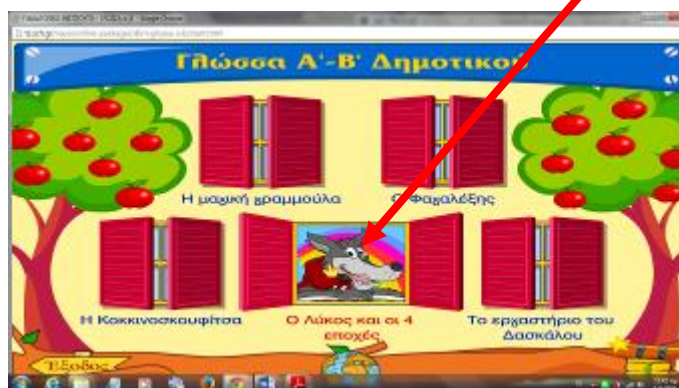 Γλώσσα Α'-Β' Δημοτικού
Η μαγική γραμμούλα
Ο Φαγαλέξης
Η Κοκκινοσκουφίτσα
Ο Λύκος και οι 4
εποχές
Το εργαστήριο του
Δασκάλου
Έξοδος